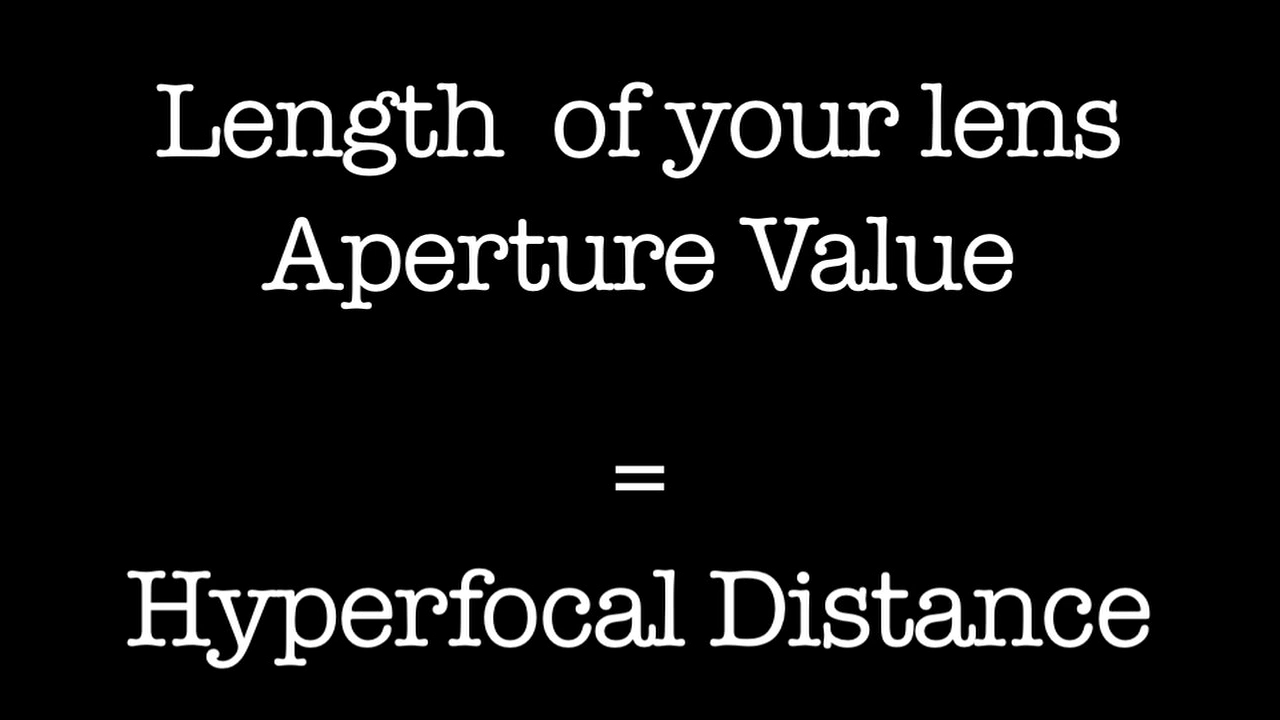 Length of your lens
Aperture Value
=
Hyperfocal Distance